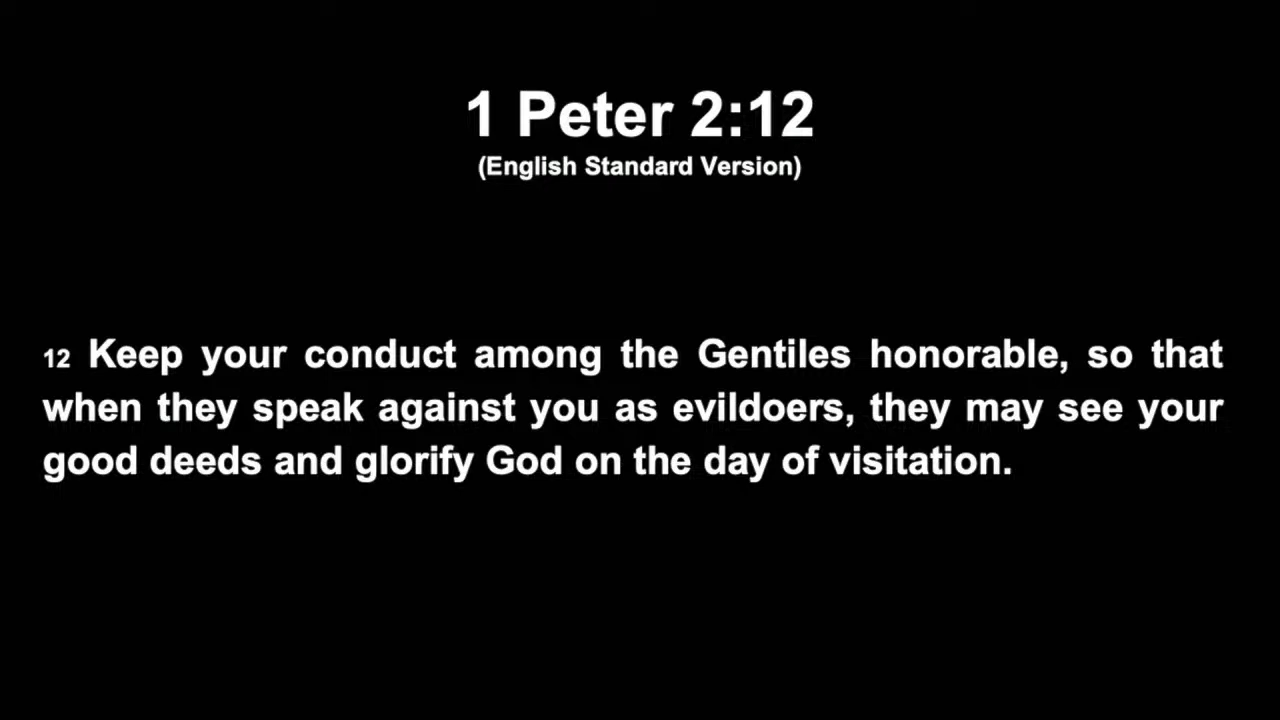 1 Peter 2:12
(English Standard Version)
12 Keep your conduct among the Gentiles honorable, so that
when they speak against you as evildoers, they may see your
good deeds and glorify God on the day of visitation.